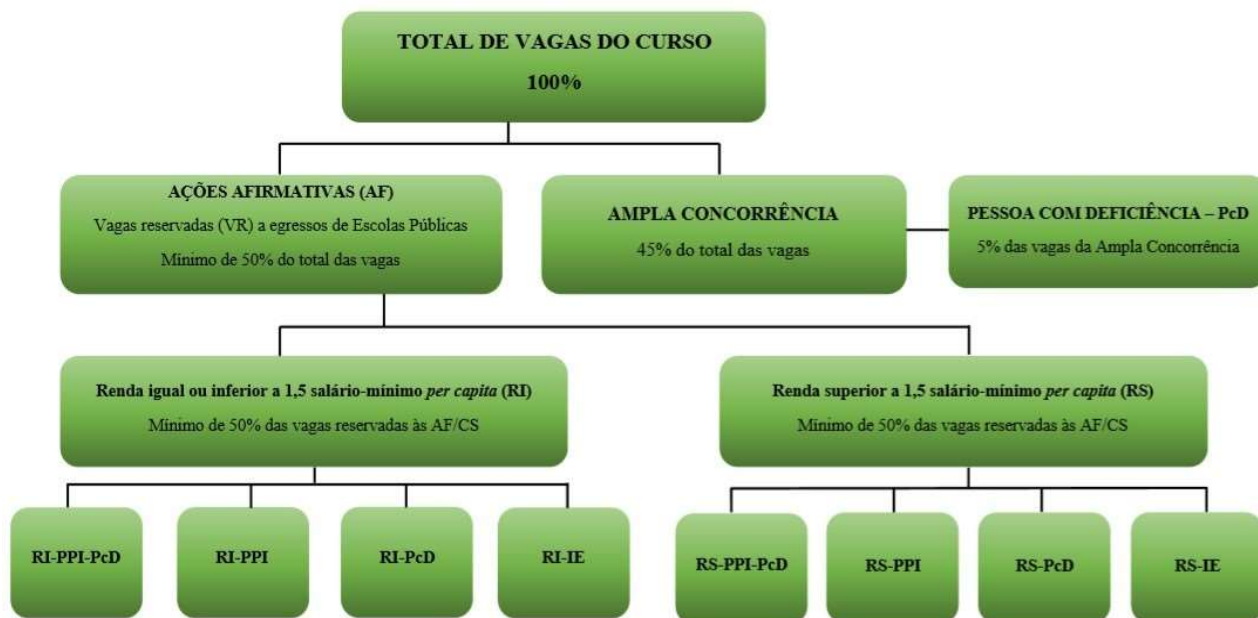 TOTAL DE VAGAS DO CURSO
100%
AÇÕES AFIRMATIVAS (AF)
Vagas reservadas (VR) a egressos de Escolas Públicas
Mínimo de 50% do total das vagas
AMPLA CONCORRÊNCIA
45% do total das vagas
PESSOA COM DEFICIÊNCIA – PcD
5% das vagas da Ampla Concorrência
Renda igual ou inferior a 1,5 salário-mínimo per capita (RI)
Mínimo de 50% das vagas reservadas às AF/CS
Renda superior a 1,5 salário-mínimo per capita (RS)
Mínimo de 50% das vagas reservadas às AF/CS
RI-PPI-PcD
RI-PPI
RI-PcD
RI-IE
RS-PPI-PcD
RS-PPI
RS-PcD
RS-IE